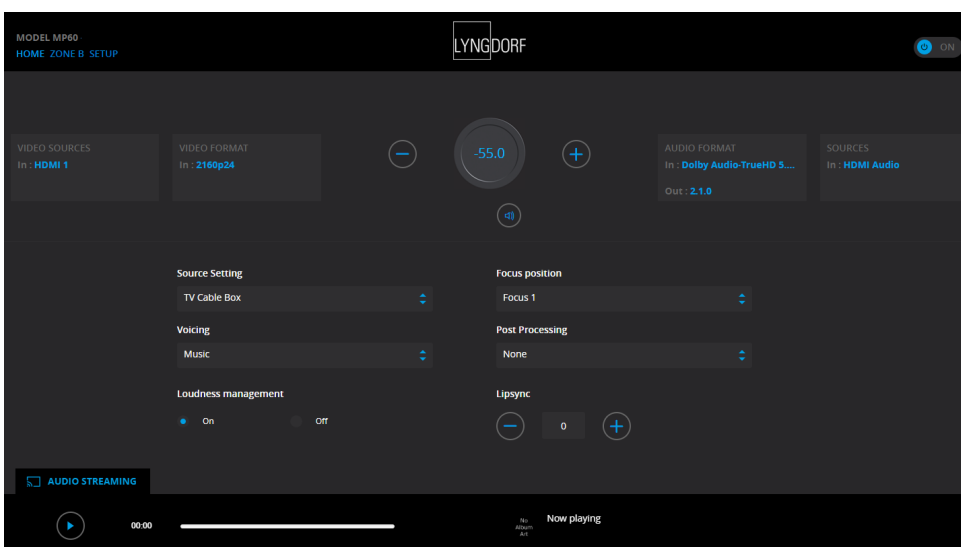 MODEL MP60
HOME ZONE B SETUP
LYNGDORF
ON
VIDEO SOURCES
In : HDMI 1
VIDEO FORMAT
In : 2160p24
-55.0
AUDIO FORMAT
In : Dolby Audio-TrueHD 5....
Out : 2.1.0
SOURCES
In : HDMI Audio
Source Setting
TV Cable Box
Focus position
Focus 1
Voicing
Music
Post Processing
None
Loudness management
On Off
Lipsync
0
AUDIO STREAMING
00:00
No
Album
Art
Now playing